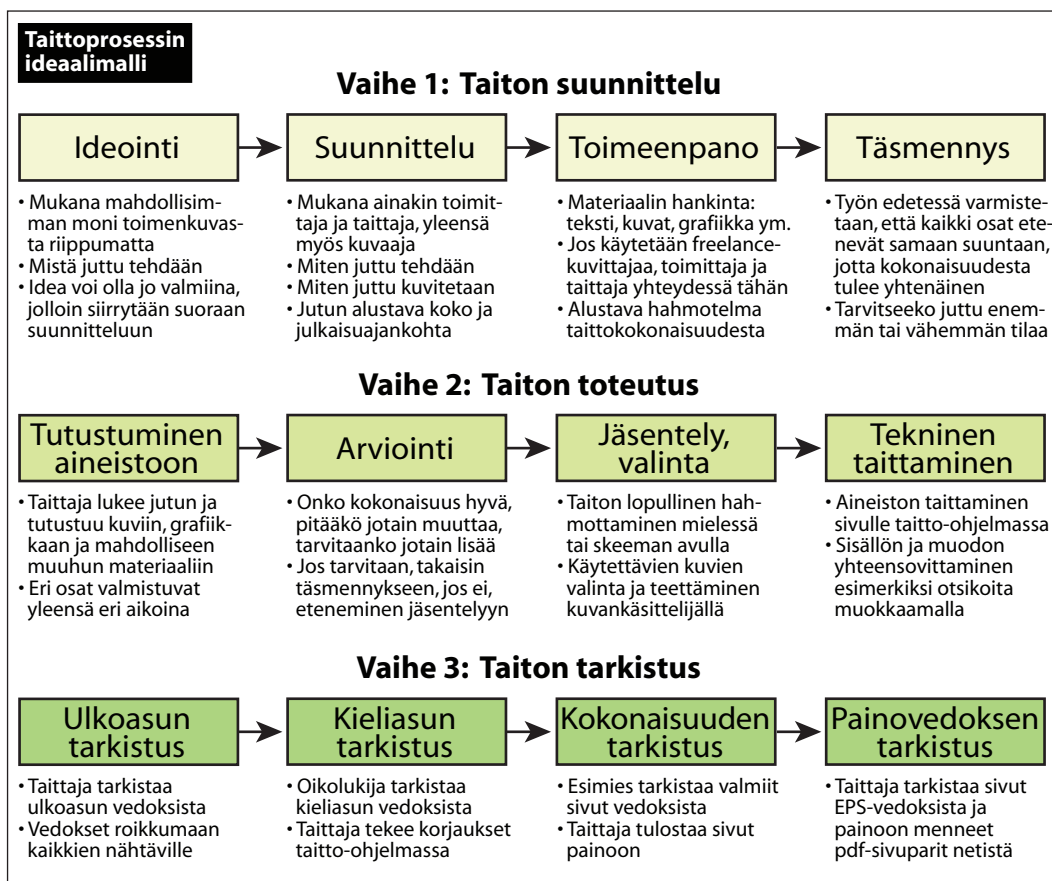 Taittoprosessin
ideaalimalli
Vaihe 1: Taiton suunnittelu
Ideointi
• Mukana mahdollisim-
man moni toimenkuvas-
ta riippumatta
• Mistä juttu tehdään
• Idea voi olla jo valmiina,
jolloin siirrytään suoraan
suunnitteluun
Suunnittelu
• Mukana ainakin toimit-
taja ja taittaja, yleensä
myös kuvaaja
• Miten juttu tehdään
• Miten juttu kuvitetaan
• Jutun alustava koko ja
julkaisuajankohta
Toimeenpano
• Materiaalin hankinta:
teksti, kuvat, grafiikka ym.
• Jos käytetään freelance-
kuvittajaa, toimittaja ja
taittaja yhteydessä tähän
• Alustava hahmotelma
taittokokonaisuudesta
Täsmennys
• Työn edetessä varmiste-
taan, että kaikki osat ete-
nevät samaan suuntaan,
jotta kokonaisuudesta
tulee yhtenäinen
• Tarvitseeko juttu enem-
män tai vähemmän tilaa
Vaihe 2: Taiton toteutus
Tutustuminen
aineistoon
• Taittaja lukee jutun ja
tutustuu kuviin, grafiik-
kaan ja mahdolliseen
muuhun materiaaliin
• Eri osat valmistuvat
yleensä eri aikoina
Arviointi
• Onko kokonaisuus hyvä,
pitääkö jotain muuttaa,
tarvitaanko jotain lisää
• Jos tarvitaan, takaisin
täsmennykseen, jos ei,
eteneminen jäsentelyyn
Jäsentely,
valinta
• Taiton lopullinen hah-
mottaminen mielessä
tai skeeman avulla
• Käytettävien kuvien
valinta ja teettäminen
kuvankäsittelijällä
Tekninen
taittaminen
• Aineiston taittaminen
sivulle taitto-ohjelmassa
• Sisällön ja muodon
yhteensovittaminen
esimerkiksi otsikoita
muokkaamalla
Vaihe 3: Taiton tarkistus
Ulkoasun
tarkistus
• Taittaja tarkistaa
ulkoasun vedoksista
• Vedokset roikkumaan
kaikkien nähtäville
Kieliasun
tarkistus
• Oikolukija tarkistaa
kieliasun vedoksista
• Taittaja tekee korjaukset
taitto-ohjelmassa
Kokonaisuuden
tarkistus
• Esimies tarkistaa valmiit
sivut vedoksista
• Taittaja tulostaa sivut
painoon
Painovedoksen
tarkistus
• Taittaja tarkistaa sivut
EPS-vedoksista ja
painoon menneet
pdf-sivuparit netistä